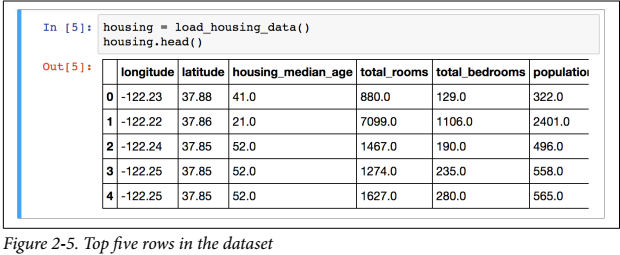 In [5]: housing = load_housing_data()
housing.head()
Out[5]:
longitude latitude housing_median_age total_rooms total_bedrooms population
0 -122.23 37.88 41.0 880.0 129.0 322.0
1 -122.22 37.86 21.0 7099.0 1106.0 2401.0
2 -122.24 37.85 52.0 1467.0 190.0 496.0
3 -122.25 37.85 52.0 1274.0 235.0 558.0
4 -122.25 37.85 52.0 1627.0 280.0 565.0
Figure 2-5. Top five rows in the dataset